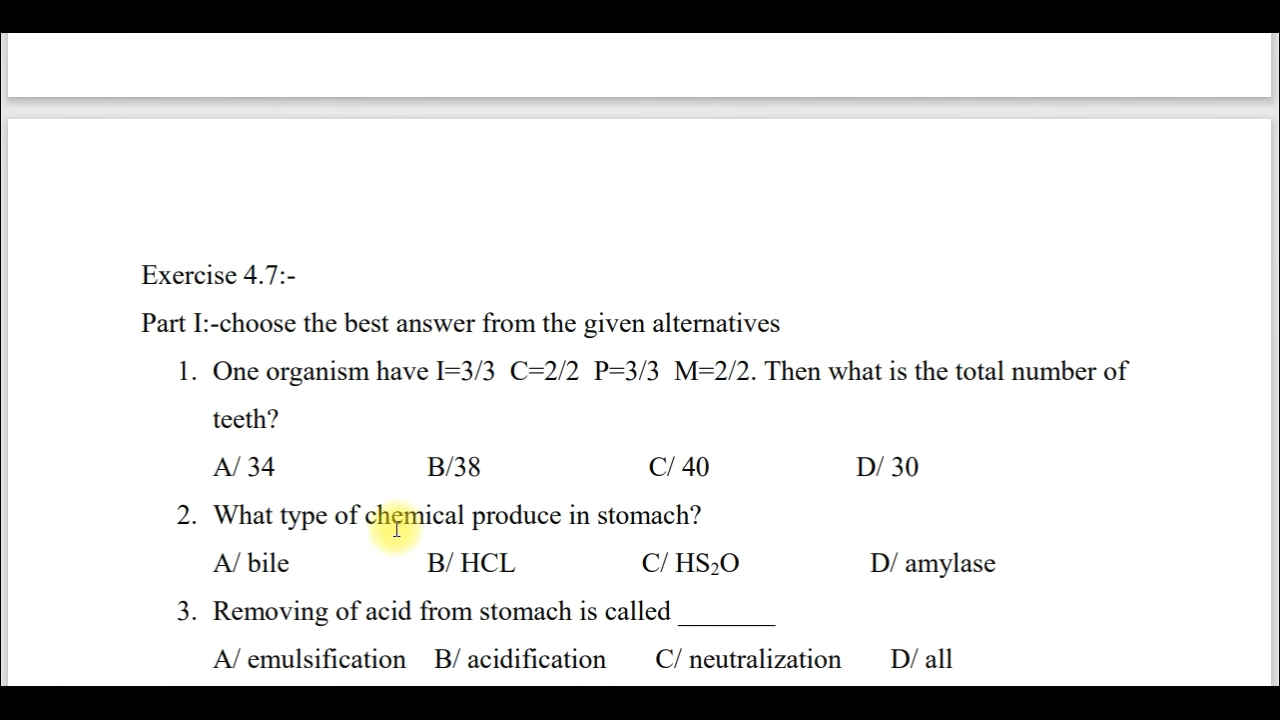 Exercise 4.7:-
Part I:-choose the best answer from the given alternatives
1. One organism have I=3/3 C=2/2 P=3/3 M=2/2. Then what is the total number of
teeth?
A/ 34 B/38 C/ 40 D/ 30
2. What type of chemical produce in stomach?
A/ bile B/ HCL C/ HS₂O D/ amylase
3. Removing of acid from stomach is called _______
A/ emulsification B/ acidification C/ neutralization D/ all